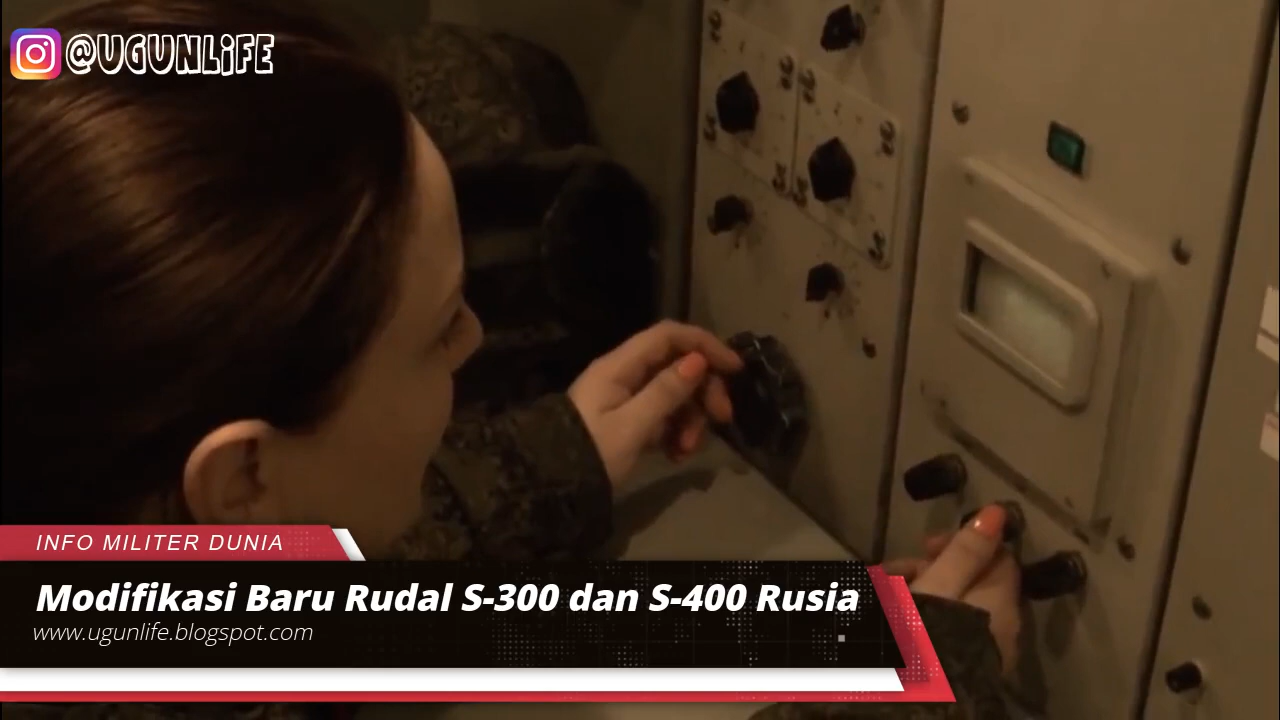 @UGUNLiFE
INFO MILITER DUNIA
Modifikasi Baru Rudal S-300 dan S-400 Rusia
www.ugunlife.blogspot.com